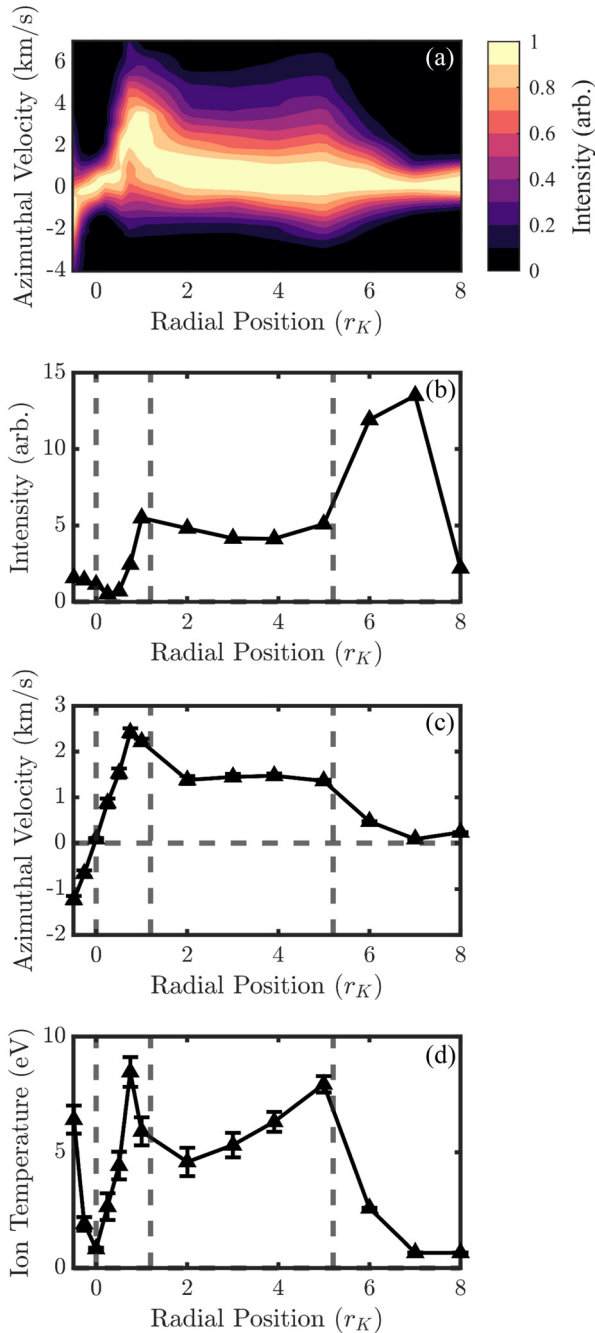 (a)
Azimuthal Velocity (km/s)
6
4
2
0
-2
-4
0 2 4 6 8
Radial Position (r_K)
1
0.8
0.6
0.4
0.2
0
Intensity (arb.)
(b)
Intensity (arb.)
15
10
5
0
0 2 4 6 8
Radial Position (r_K)
(c)
Azimuthal Velocity (km/s)
3
2
1
0
-1
-2
0 2 4 6 8
Radial Position (r_K)
(d)
Ion Temperature (eV)
10
5
0
0 2 4 6 8
Radial Position (r_K)